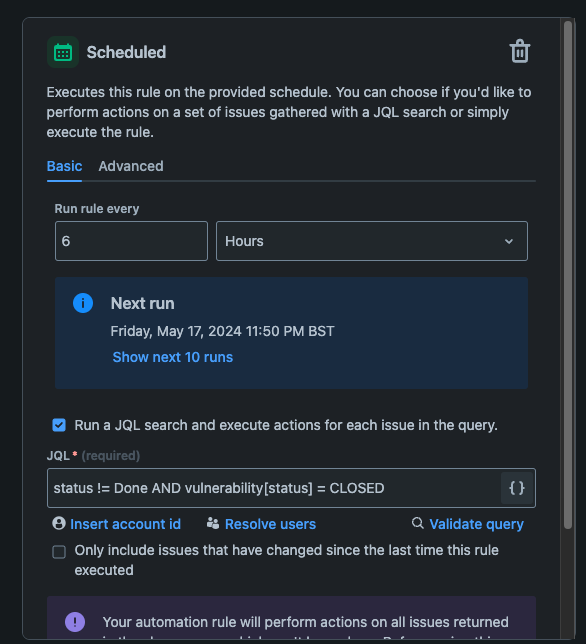 Scheduled
Executes this rule on the provided schedule. You can choose if you'd like to
perform actions on a set of issues gathered with a JQL search or simply
execute the rule.
Basic Advanced
Run rule every
6 Hours
Next run
Friday, May 17, 2024 11:50 PM BST
Show next 10 runs
Run a JQL search and execute actions for each issue in the query.
JQL * (required)
status != Done AND vulnerability[status] = CLOSED { }
Insert account id Resolve users Validate query
Only include issues that have changed since the last time this rule
executed
Your automation rule will perform actions on all issues returned